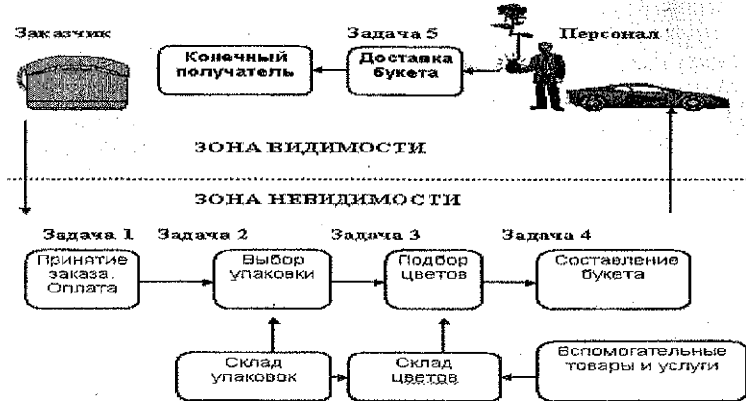 Заказчик
Задача 5
Персонал
Конечный
получатель
Доставка
букета
ЗОНА ВИДИМОСТИ
ЗОНА НЕВИДИМОСТИ
Задача 1
Задача 2
Задача 3
Задача 4
Принятие
заказа.
Оплата
Выбор
упаковки
Подбор
цветов
Составление
букета
Склад
упаковок
Склад
цветов
Вспомогательные
товары и услуги